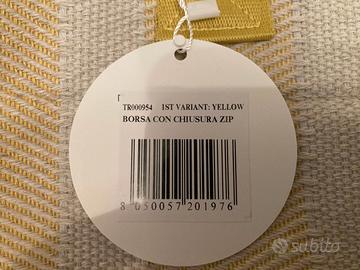 TR000954 1ST VARIANT: YELLOW
BORSA CON CHIUSURA ZIP
8 050057 201976
subito